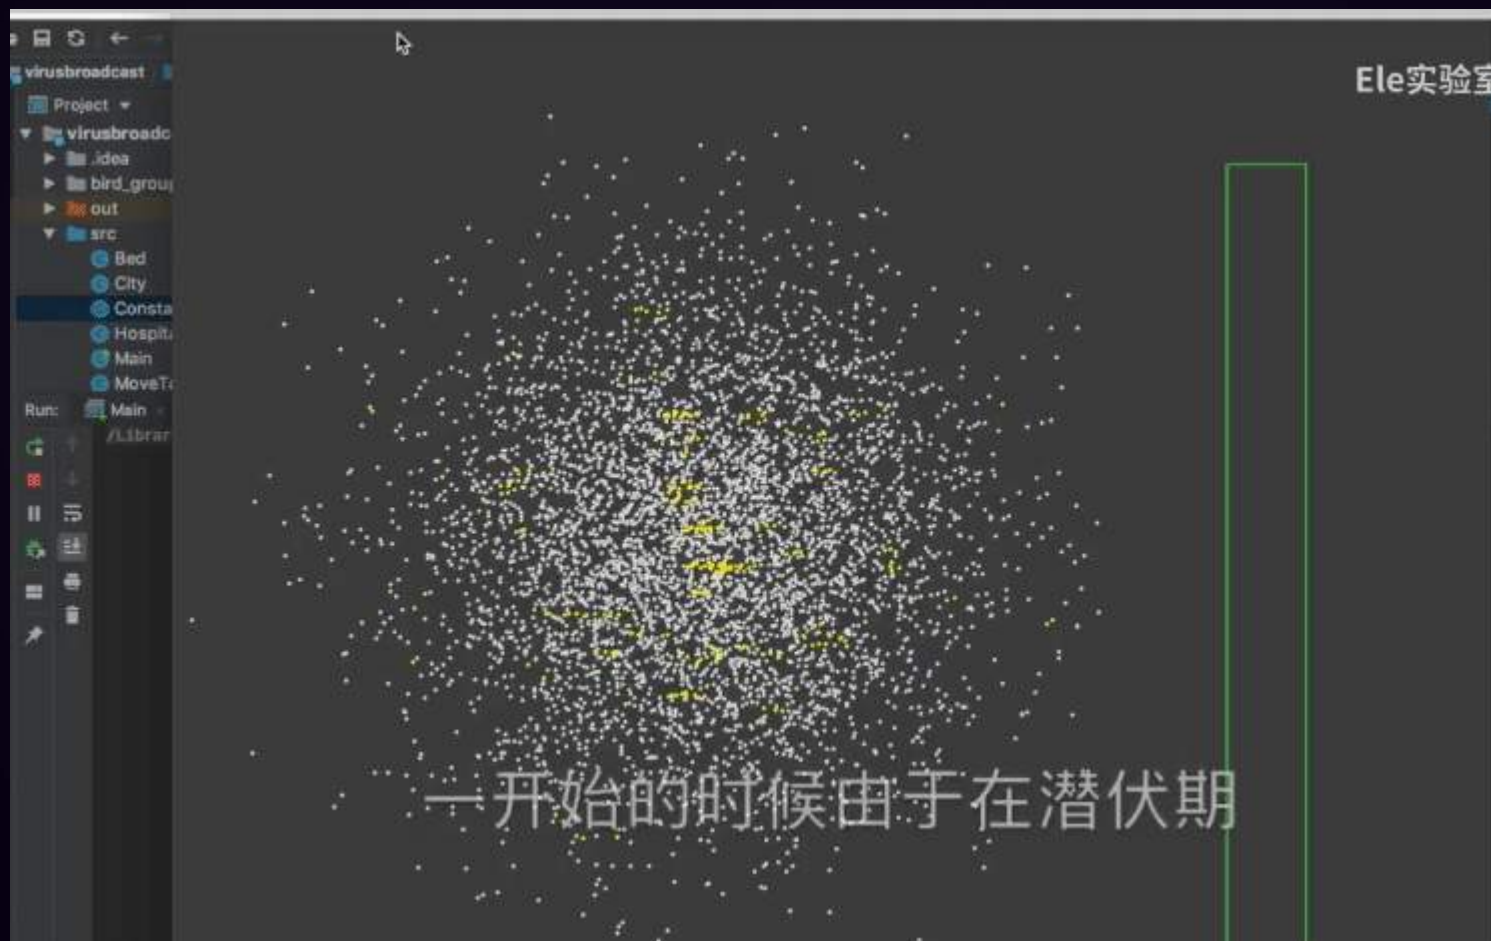 Ele实验室
virusbroadcast
Project
virusbroadc
.idea
bird_grou
out
src
Bed
City
Consta
Hospit
Main
MoveT
Run:
Main
/Librar
一开始的时候由于在潜伏期